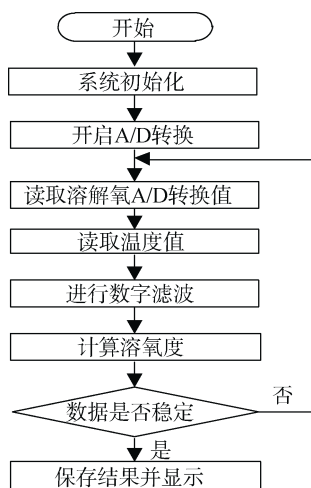 开始
系统初始化
开启A/D转换
读取溶解氧A/D转换值
读取温度值
进行数字滤波
计算溶氧度
数据是否稳定
否
是
保存结果并显示